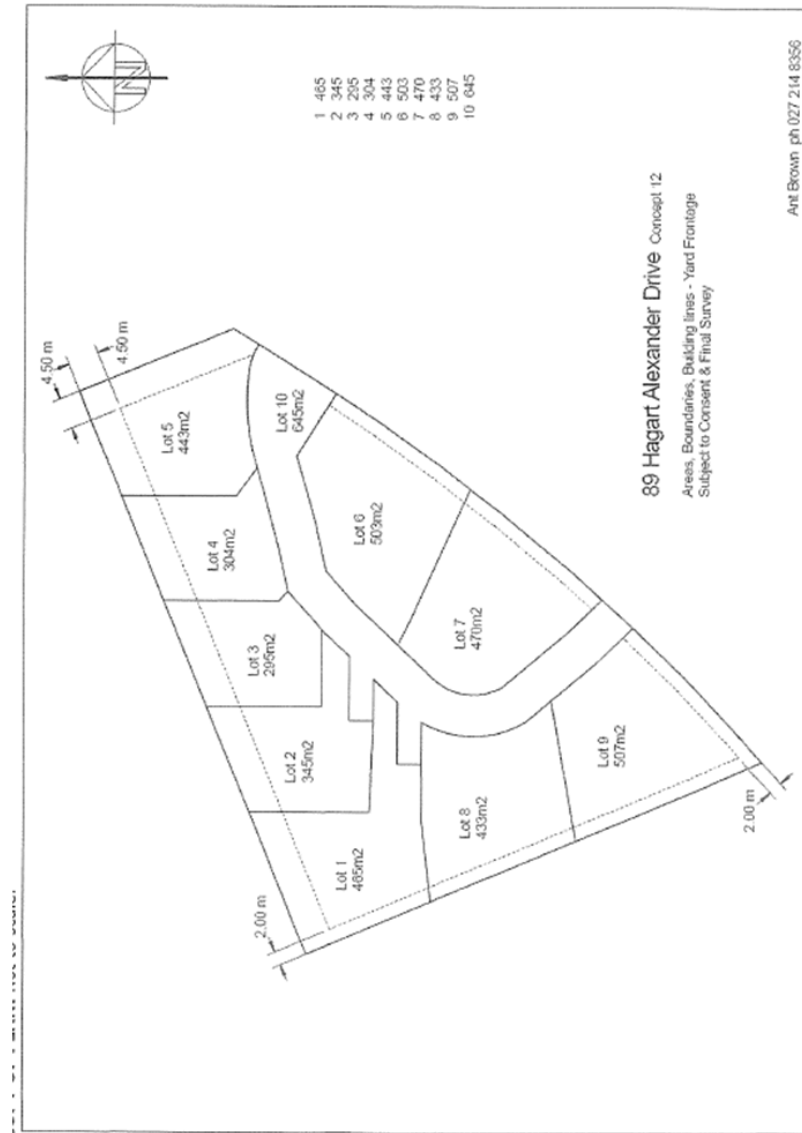 N
1 465
2 345
3 295
4 304
5 443
6 503
7 470
8 433
9 507
10 645
4.50 m
4.50 m
Lot 5
443m2
Lot 10
645m2
Lot 4
304m2
Lot 6
503m2
Lot 3
295m2
Lot 7
470m2
Lot 2
345m2
Lot 9
507m2
Lot 8
433m2
Lot 1
465m2
2.00 m
2.00 m
89 Hagart Alexander Drive Concept 12
Areas, Boundaries, Building lines - Yard Frontage
Subject to Consent & Final Survey
Ant Brown ph 027 214 8356